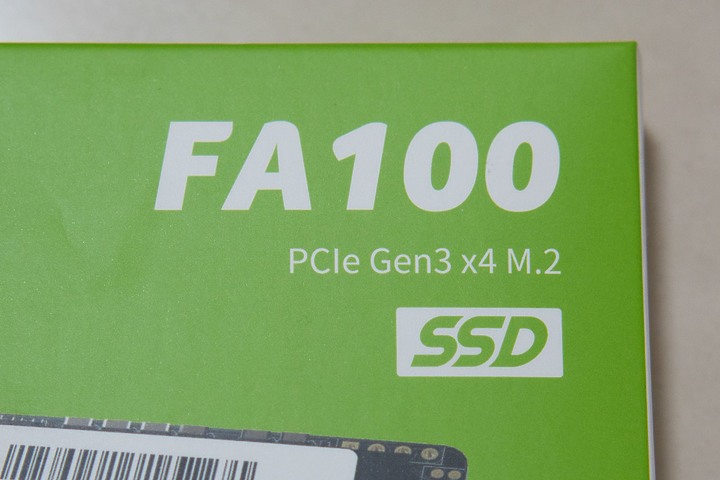 FA100
PCIe Gen3 x4 M.2
SSD